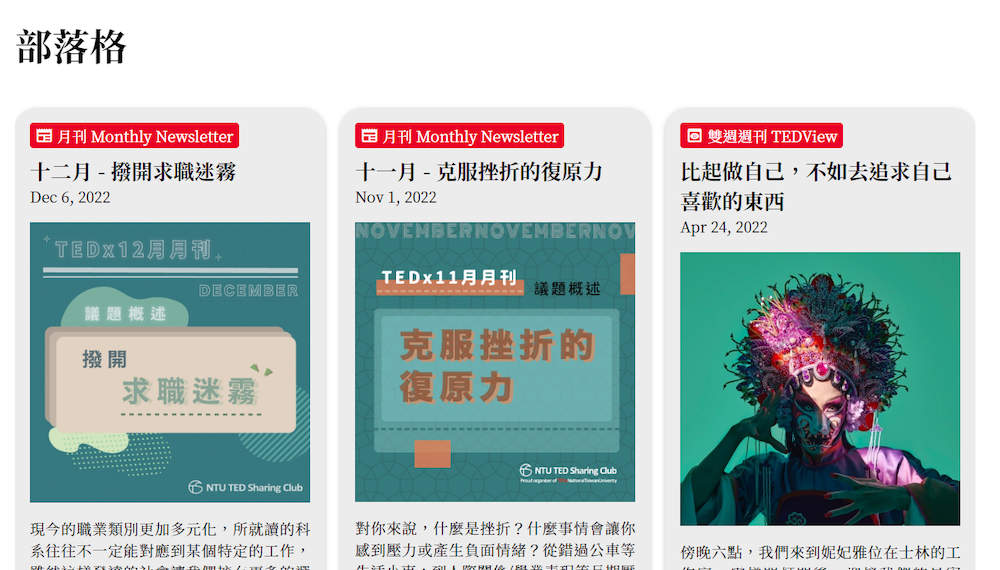 部落格
月刊 Monthly Newsletter
十二月 - 撥開求職迷霧
Dec 6, 2022
TEDx12月月刊
DECEMBER
議題概述
撥開
求職迷霧
NTU TED Sharing Club
現今的職業類別更加多元化，所就讀的科
系往往不一定能對應到某個特定的工作，
月刊 Monthly Newsletter
十一月 - 克服挫折的復原力
Nov 1, 2022
NOVEMBERNOVEMBERNOV
TEDx11月月刊
議題概述
克服挫折的
復原力
NTU TED Sharing Club
對你來說，什麼是挫折？什麼事情會讓你
感到壓力或產生負面情緒？從錯過公車等
雙週週刊 TEDView
比起做自己，不如去追求自己
喜歡的東西
Apr 24, 2022
傍晚六點，我們來到妮妃雅位在士林的工